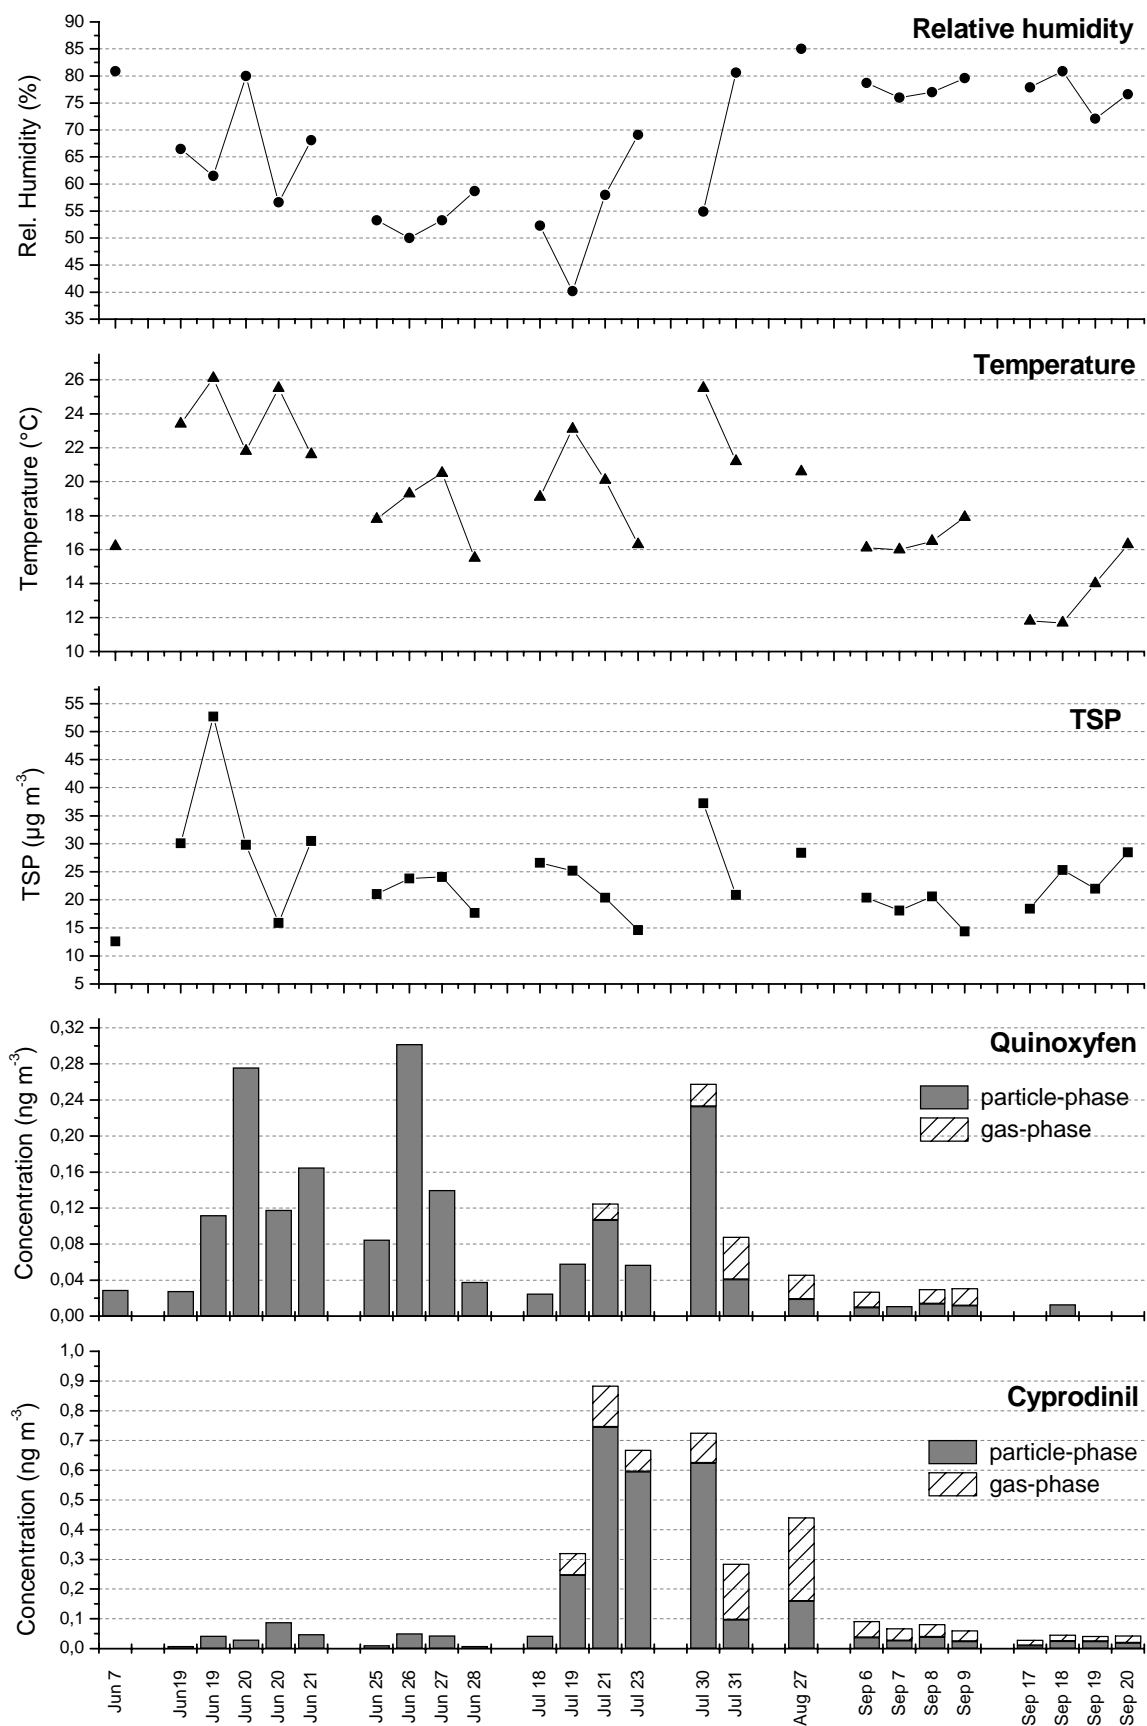 Relative humidity
Rel. Humidity (%)
90
85
80
75
70
65
60
55
50
45
40
35
Temperature
Temperature (°C)
26
24
22
20
18
16
14
12
10
TSP
TSP (µg m-3)
55
50
45
40
35
30
25
20
15
10
5
Quinoxyfen
Concentration (ng m-3)
0,32
0,24
0,20
0,16
0,12
0,08
0,04
0,00
particle-phase
gas-phase
Cyprodinil
Concentration (ng m-3)
1,0
0,9
0,8
0,7
0,6
0,5
0,4
0,3
0,2
0,1
0,0
particle-phase
gas-phase
Jun 7
Jun19
Jun 19
Jun 20
Jun 20
Jun 21
Jun 25
Jun 26
Jun 27
Jun 28
Jul 18
Jul 19
Jul 21
Jul 23
Jul 30
Jul 31
Aug 27
Sep 6
Sep 7
Sep 8
Sep 9
Sep 17
Sep 18
Sep 19
Sep 20